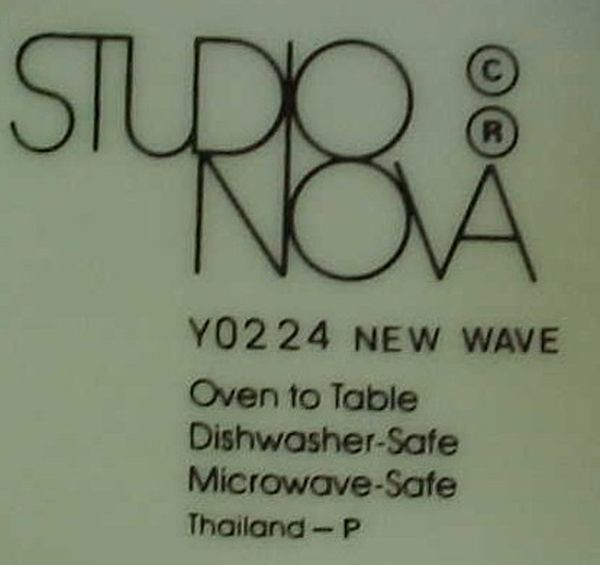 STUDIO ©
NOVA ®
Y0224 NEW WAVE
Oven to Table
Dishwasher-Safe
Microwave-Safe
Thailand – P